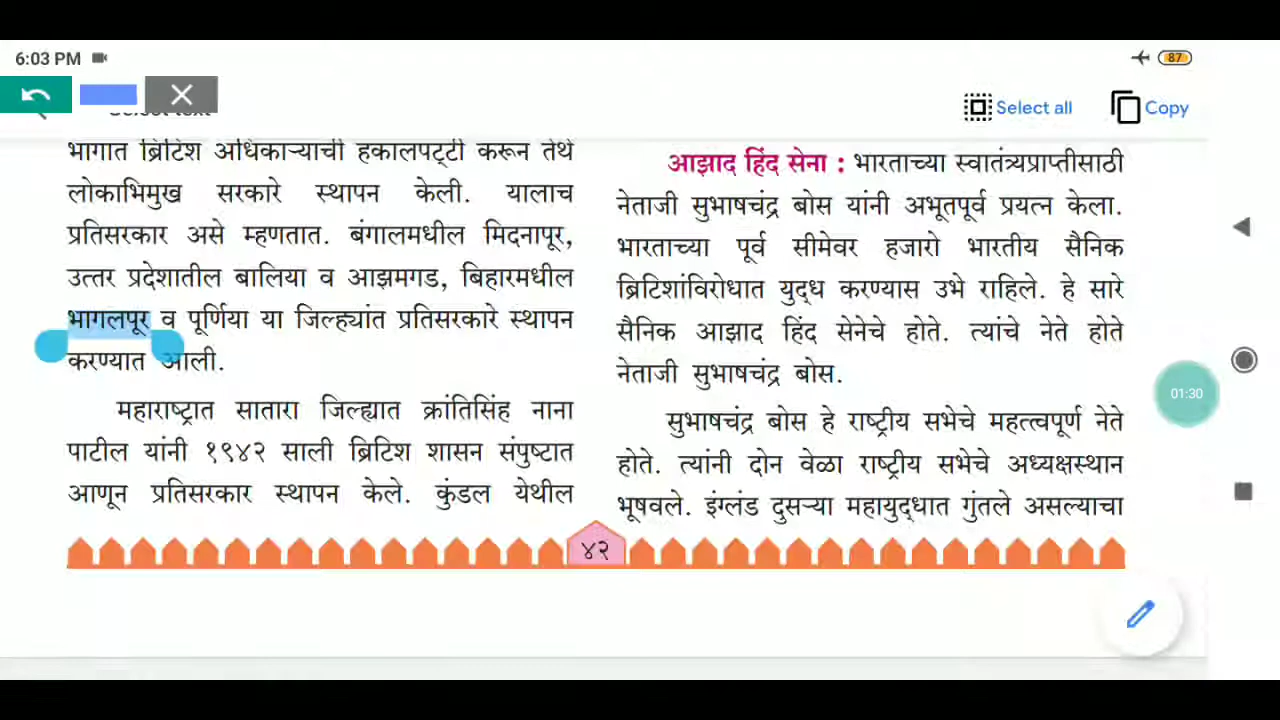 6:03 PM
87
Select text
Select all
Copy
भागात ब्रिटिश अधिकाऱ्यांची हकालपट्टी करून तेथे
लोकाभिमुख सरकारे स्थापन केली. यालाच
प्रतिसरकार असे म्हणतात. बंगालमधील मिदनापूर,
उत्तर प्रदेशातील बालिया व आझमगड, बिहारमधील
भागलपूर व पूर्णिया या जिल्ह्यांत प्रतिसरकारे स्थापन
करण्यात आली.
महाराष्ट्रात सातारा जिल्ह्यात क्रांतिसिंह नाना
पाटील यांनी १९४२ साली ब्रिटिश शासन संपुष्टात
आणून प्रतिसरकार स्थापन केले. कुंडल येथील
आझाद हिंद सेना : भारताच्या स्वातंत्र्यप्राप्तीसाठी
नेताजी सुभाषचंद्र बोस यांनी अभूतपूर्व प्रयत्न केला.
भारताच्या पूर्व सीमेवर हजारो भारतीय सैनिक
ब्रिटिशांविरोधात युद्ध करण्यास उभे राहिले. हे सारे
सैनिक आझाद हिंद सेनेचे होते. त्यांचे नेते होते
नेताजी सुभाषचंद्र बोस.
सुभाषचंद्र बोस हे राष्ट्रीय सभेचे महत्त्वपूर्ण नेते
होते. त्यांनी दोन वेळा राष्ट्रीय सभेचे अध्यक्षस्थान
भूषवले. इंग्लंड दुसऱ्या महायुद्धात गुंतले असल्याचा
४२
01:30